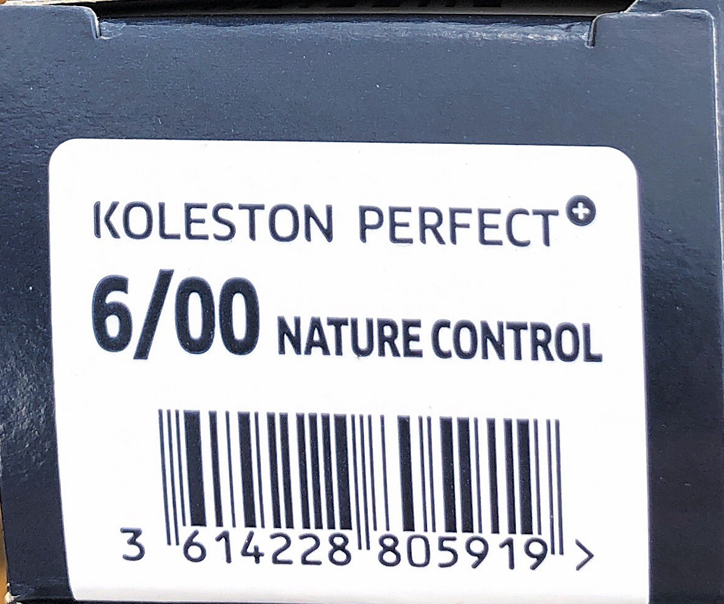 KOLESTON PERFECT+
6/00 NATURE CONTROL
3 614228 805919 >